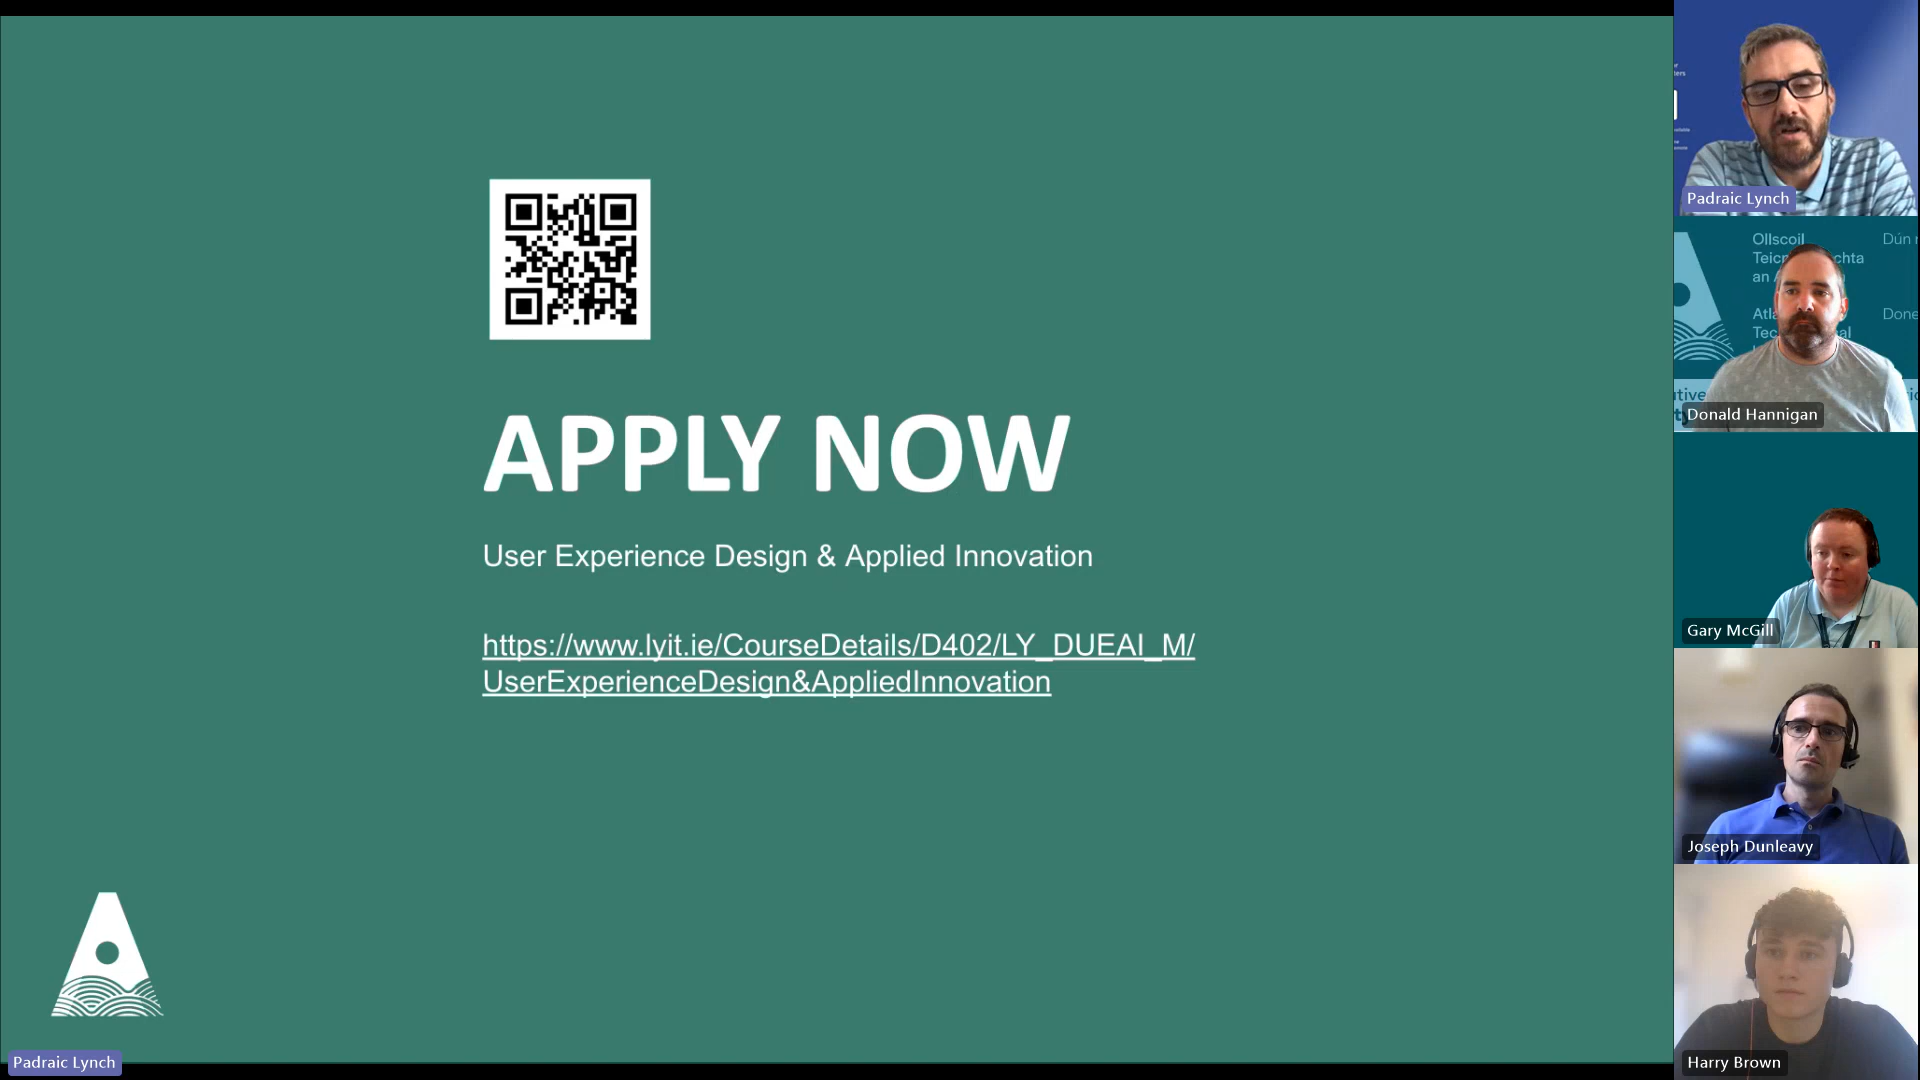 APPLY NOW
User Experience Design & Applied Innovation
https://www.lyit.ie/CourseDetails/D402/LY_DUEAI_M/
UserExperienceDesign&AppliedInnovation
Padraic Lynch
Padraic Lynch
Ollscoil
Dún
an
Donald Hannigan
Gary McGill
Joseph Dunleavy
Harry Brown